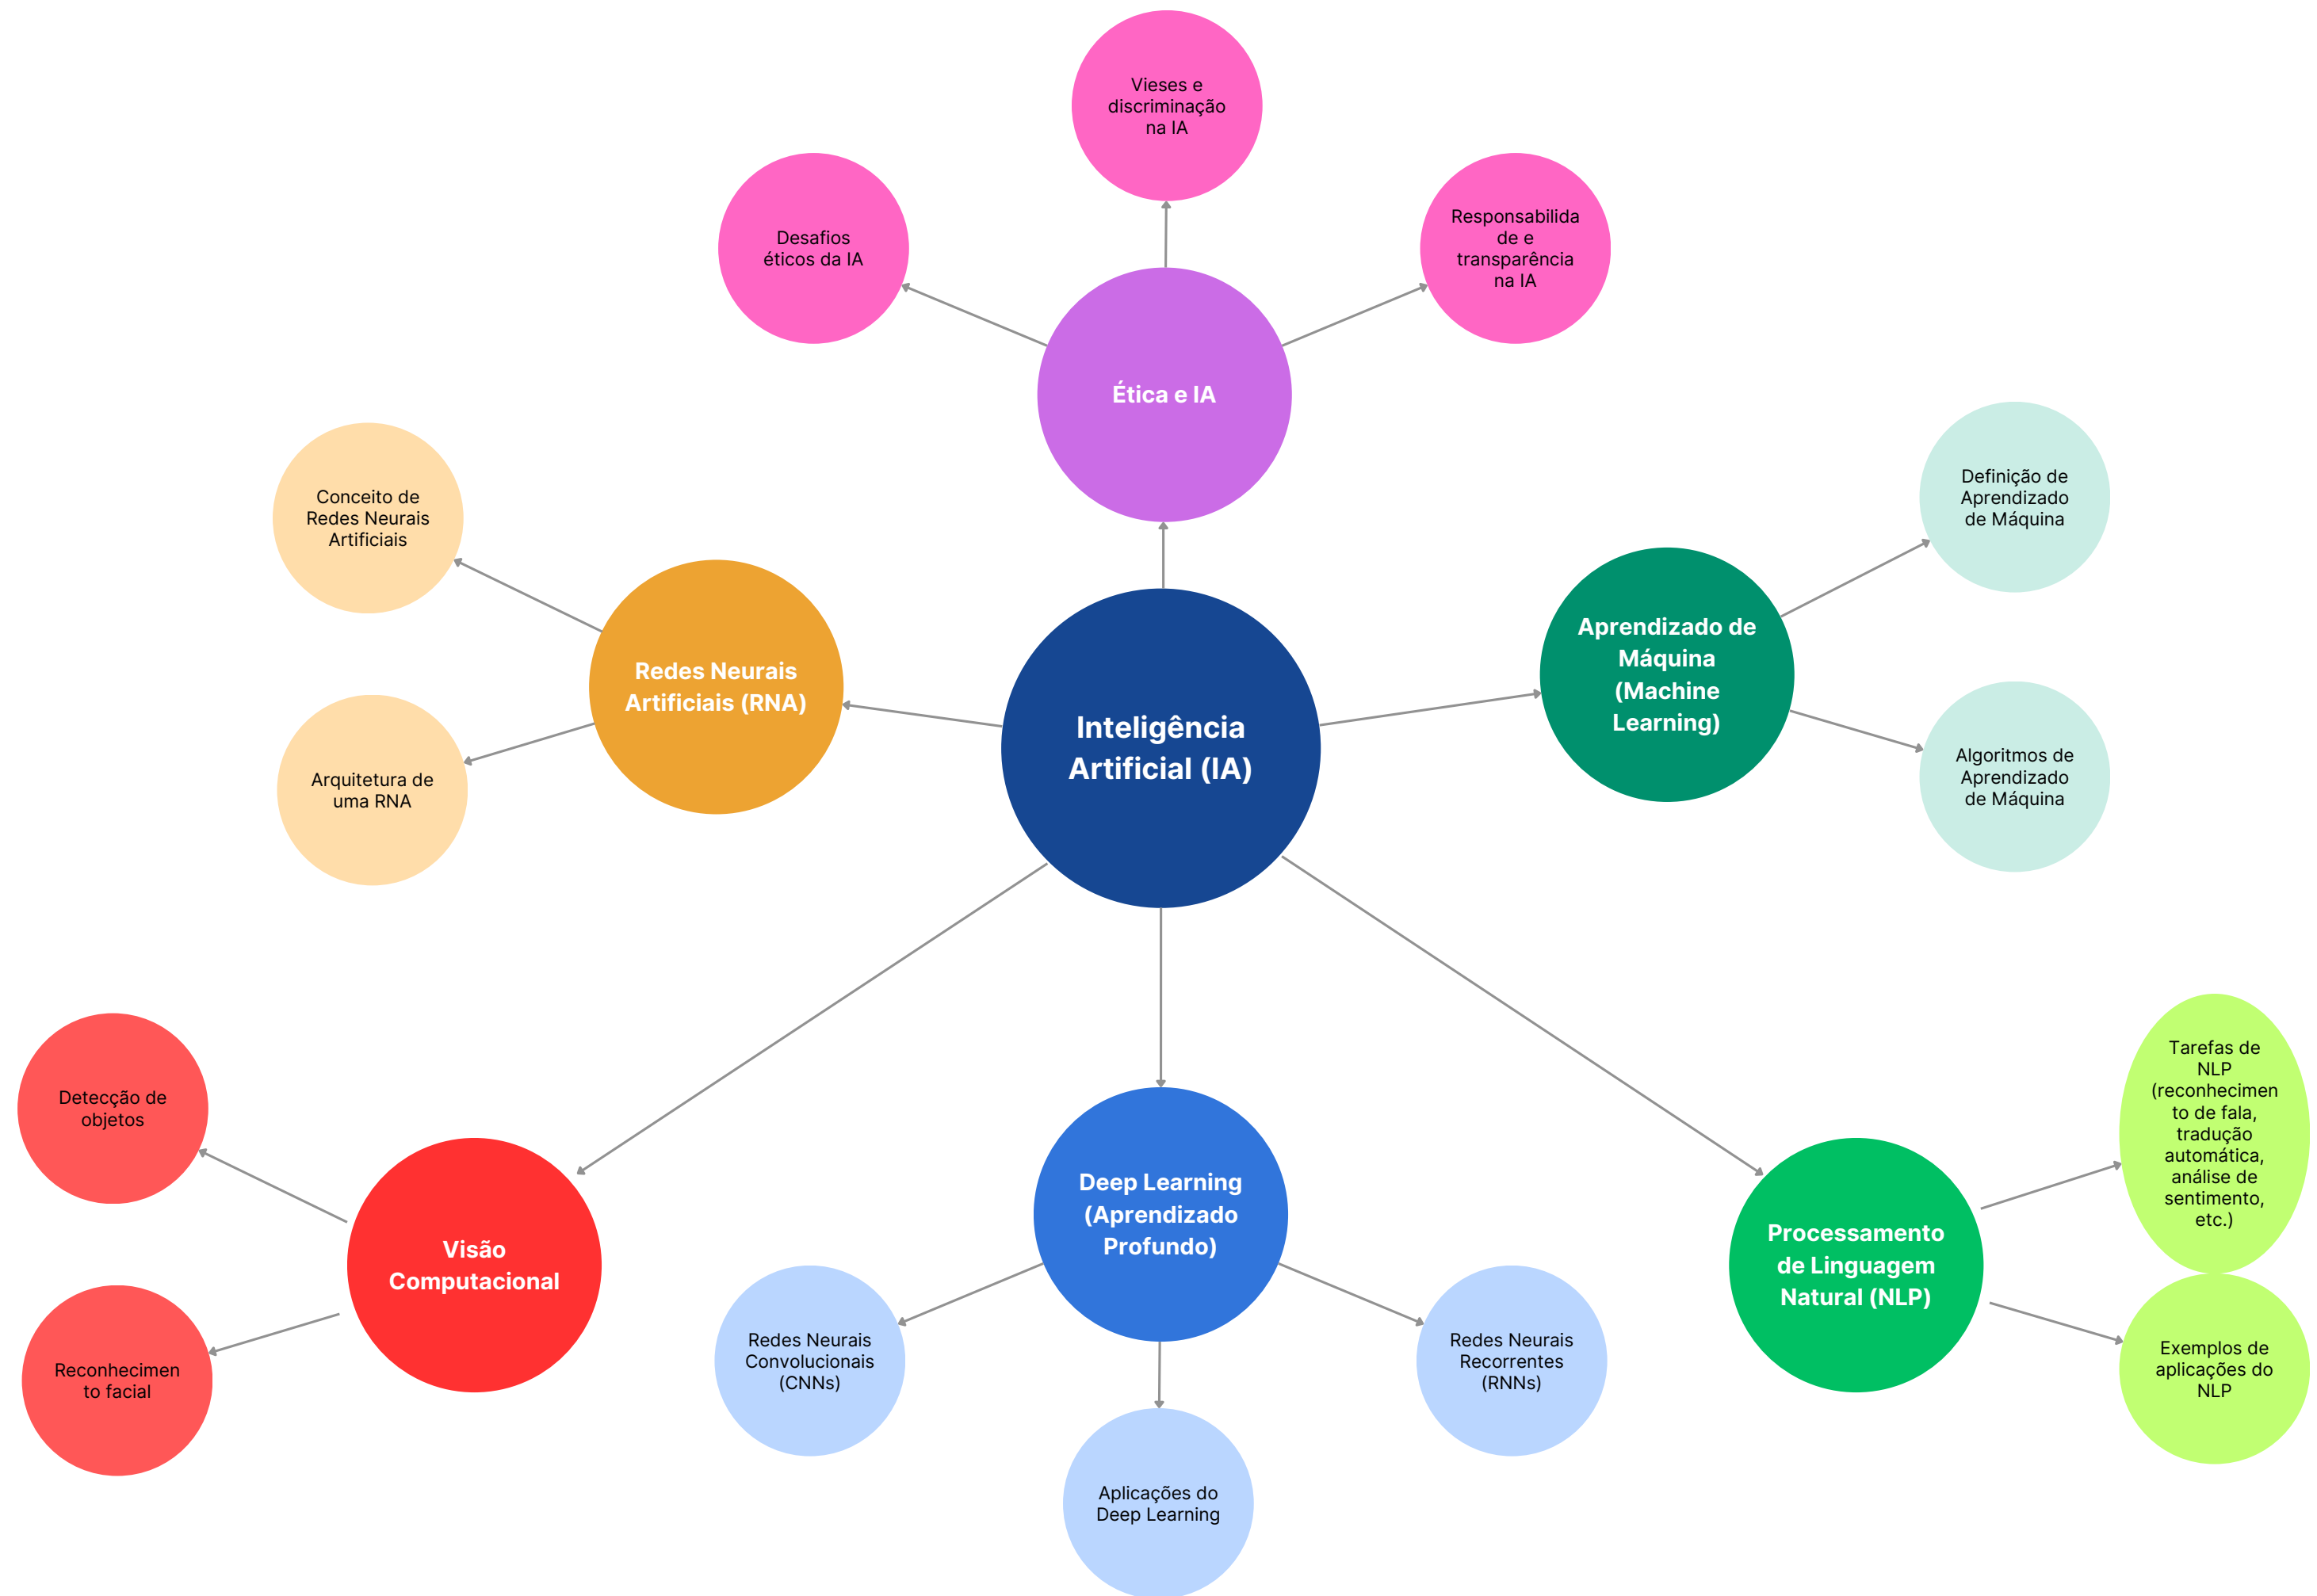 Vieses e
discriminação
na IA
Desafios
éticos da IA
Responsabilida
de e
transparência
na IA
Ética e IA
Conceito de
Redes Neurais
Artificiais
Definição de
Aprendizado
de Máquina
Redes Neurais
Artificiais (RNA)
Aprendizado de
Máquina
(Machine
Learning)
Inteligência
Artificial (IA)
Arquitetura de
uma RNA
Algoritmos de
Aprendizado
de Máquina
Detecção de
objetos
Tarefas de
NLP
(reconhecimen
to de fala,
tradução
automática,
análise de
sentimento,
etc.)
Visão
Computacional
Deep Learning
(Aprendizado
Profundo)
Processamento
de Linguagem
Natural (NLP)
Reconhecimen
to facial
Redes Neurais
Convolucionais
(CNNs)
Redes Neurais
Recorrentes
(RNNs)
Exemplos de
aplicações do
NLP
Aplicações do
Deep Learning